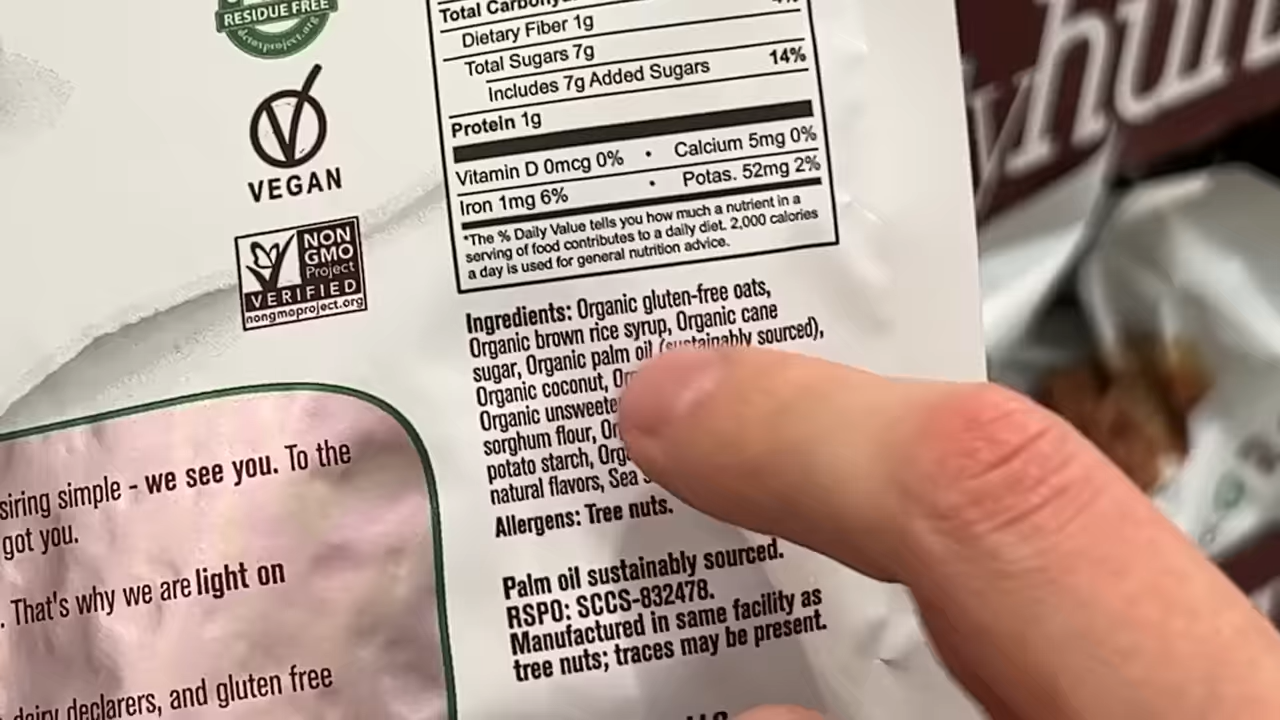 RESIDUE FREE
detoxproject.org
VEGAN
NON
GMO
Project
VERIFIED
nongmoproject.org
siring simple - we see you. To the
got you.
. That's why we are light on
dairy declarers, and gluten free
Total
Dietary Fiber 1g
Total Sugars 7g
Includes 7g Added Sugars 14%
Protein 1g
Vitamin D 0mcg 0% • Calcium 5mg 0%
Iron 1mg 6% • Potas. 52mg 2%
*The % Daily Value tells you how much a nutrient in a
serving of food contributes to a daily diet. 2,000 calories
a day is used for general nutrition advice.
Ingredients: Organic gluten-free oats,
Organic brown rice syrup, Organic cane
sugar, Organic palm oil (sustainably sourced),
Organic coconut,
Organic
sorghum flour,
potato starch,
natural flavors, Sea
Allergens: Tree nuts.
Palm oil sustainably sourced.
RSPO: SCCS-832478.
Manufactured in same facility as
tree nuts; traces may be present.